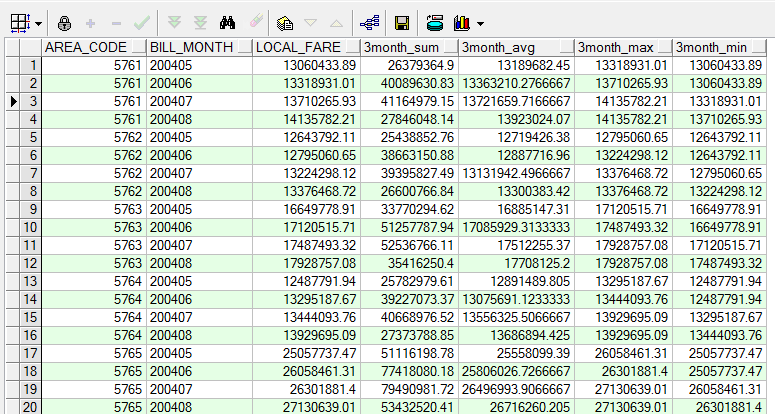 AREA_CODE BILL_MONTH LOCAL_FARE 3month_sum 3month_avg 3month_max 3month_min
1 5761 200405 13060433.89 26379364.9 13189682.45 13318931.01 13060433.89
2 5761 200406 13318931.01 40089630.83 13363210.2766667 13710265.93 13060433.89
3 5761 200407 13710265.93 41164979.15 13721659.7166667 14135782.21 13318931.01
4 5761 200408 14135782.21 27846048.14 13923024.07 14135782.21 13710265.93
5 5762 200405 12643792.11 25438852.76 12719426.38 12795060.65 12643792.11
6 5762 200406 12795060.65 38663150.88 12887716.96 13224298.12 12643792.11
7 5762 200407 13224298.12 39395827.49 13131942.4966667 13376468.72 12795060.65
8 5762 200408 13376468.72 26600766.84 13300383.42 13376468.72 13224298.12
9 5763 200405 16649778.91 33770294.62 16885147.31 17120515.71 16649778.91
10 5763 200406 17120515.71 51257787.94 17085929.3133333 17487493.32 16649778.91
11 5763 200407 17487493.32 52536766.11 17512255.37 17928757.08 17120515.71
12 5763 200408 17928757.08 35416250.4 17708125.2 17928757.08 17487493.32
13 5764 200405 12487791.94 25782979.61 12891489.805 13295187.67 12487791.94
14 5764 200406 13295187.67 39227073.37 13075691.1233333 13444093.76 12487791.94
15 5764 200407 13444093.76 40668976.52 13556325.5066667 13929695.09 13295187.67
16 5764 200408 13929695.09 27373788.85 13686894.425 13929695.09 13444093.76
17 5765 200405 25057737.47 51116198.78 25558099.39 26058461.31 25057737.47
18 5765 200406 26058461.31 77418080.18 25806026.7266667 26301881.4 25057737.47
19 5765 200407 26301881.4 79490981.72 26496993.9066667 27130639.01 26058461.31
20 5765 200408 27130639.01 53432520.41 26716260.205 27130639.01 26301881.4